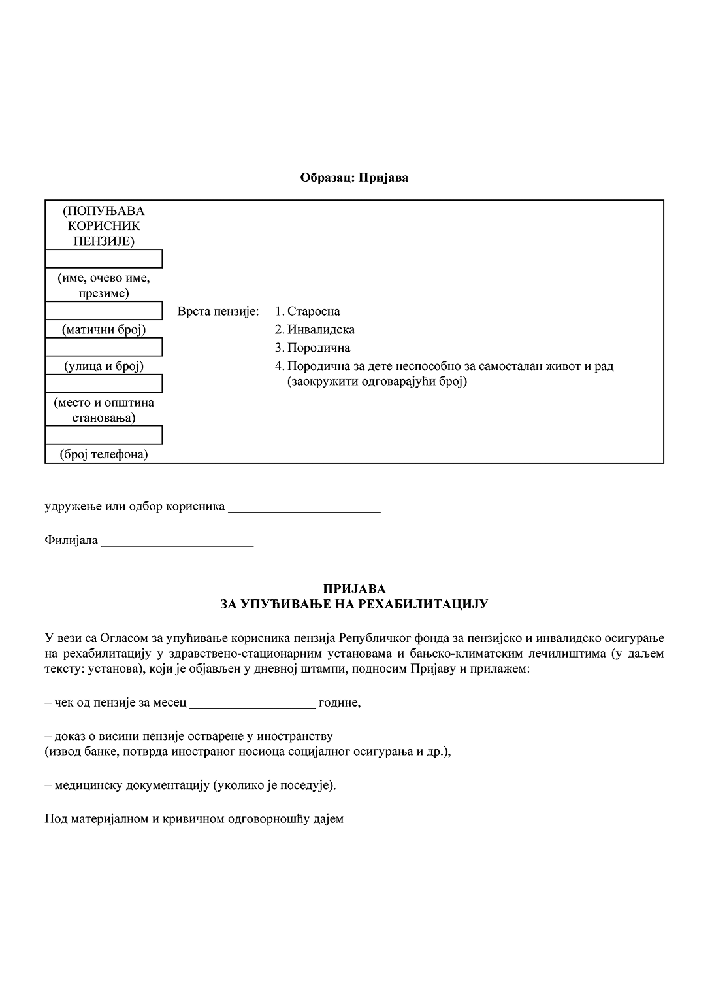 Образац: Пријава
(ПОПУЊАВА
КОРИСНИК
ПЕНЗИЈЕ)
(име, очево име,
презиме)
(матични број)
(улица и број)
(место и општина
становања)
(број телефона)
Врста пензије:
1. Старосна
2. Инвалидска
3. Породична
4. Породична за дете неспособно за самосталан живот и рад
(заокружити одговарајући број)
удружење или одбор корисника ________________________
Филијала ________________________
ПРИЈАВА
ЗА УПУЋИВАЊЕ НА РЕХАБИЛИТАЦИЈУ
У вези са Огласом за упућивање корисника пензија Републичког фонда за пензијско и инвалидско осигурање
на рехабилитацију у здравствено-стационарним установама и бањско-климатским лечилиштима (у даљем
тексту: установа), који је објављен у дневној штампи, подносим Пријаву и прилажем:
– чек од пензије за месец ____________________ године,
– доказ о висини пензије остварене у иностранству
(извод банке, потврда иностраног носиоца социјалног осигурања и др.),
– медицинску документацију (уколико је поседује).
Под материјалном и кривичном одговорношћу дајем